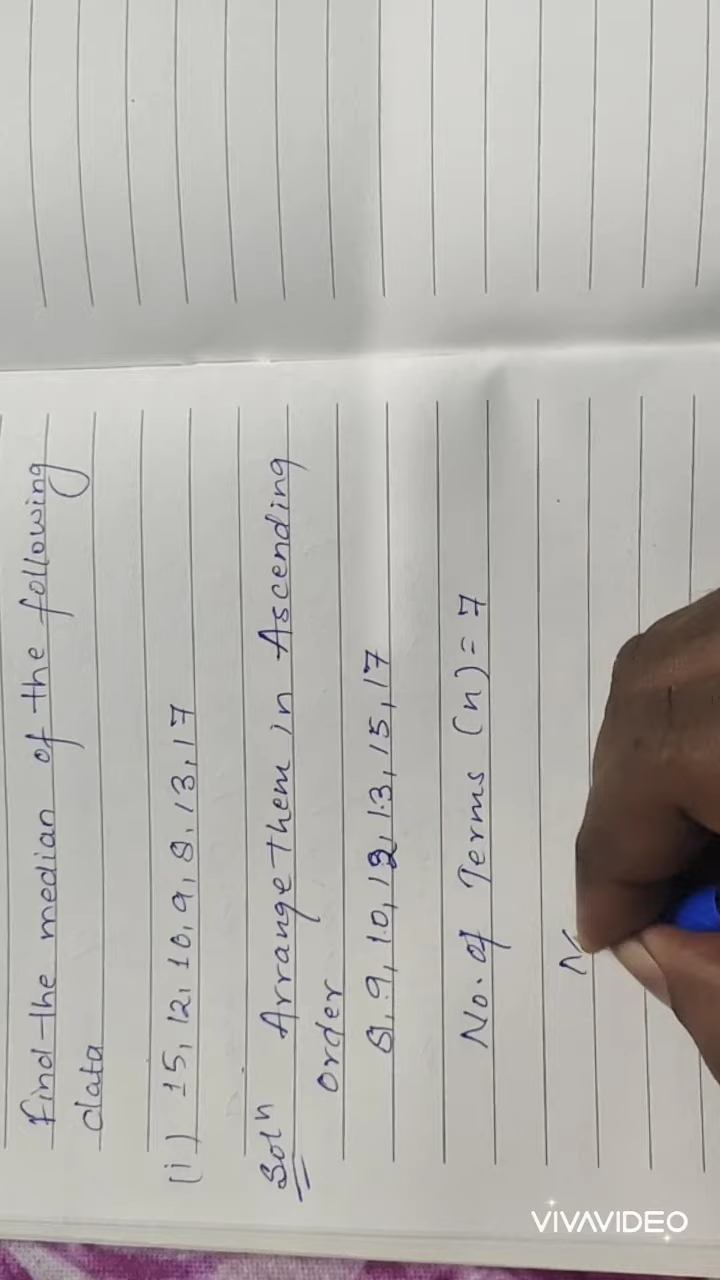 Find the median of the following
data
(i) 15, 12, 10, 9, 8, 13, 17
Solⁿ Arrange them in Ascending
order
8, 9, 10, 12, 13, 15, 17
No. of Terms (n) = 7
N
VIVAVIDEO